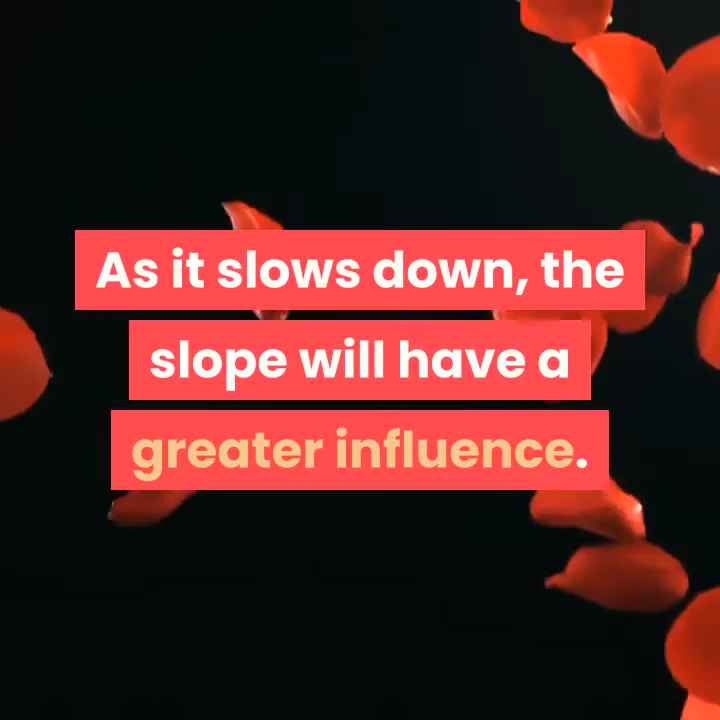 As it slows down, the
slope will have a
greater influence.